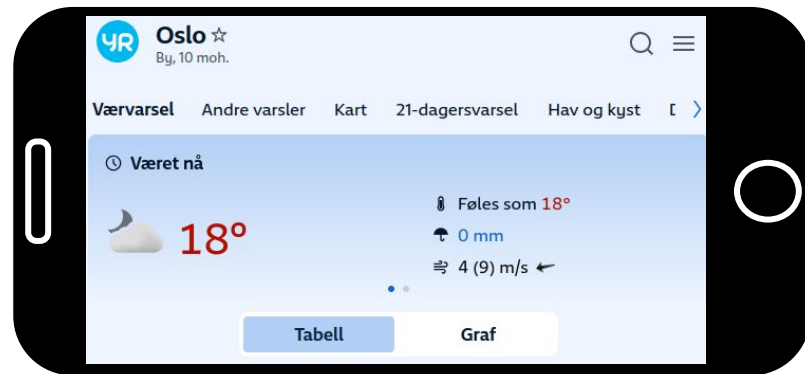 YR
Oslo
By, 10 moh.
Værvarsel Andre varsler Kart 21-dagersvarsel Hav og kyst
Været nå
18°
Føles som 18°
0 mm
4 (9) m/s
Tabell Graf